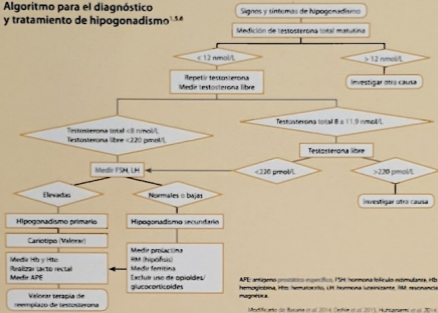 Algoritmo para el diagnóstico
y tratamiento de hipogonadismo
Signos y síntomas de hipogonadismo
Medición de testosterona total matutina
< 12 nmol/L
> 12 nmol/L
Repetir testosterona
Medir testosterona libre
Investigar otro causa
Testosterona total <8 nmol/L
Testosterona libre <220 pmol/L
Testosterona total 8 a 11,9 nmol/L
Testosterona libre
Medir FSH, LH
<220 pmol/L
>220 pmol/L
Elevadas
Normales o bajas
Investigar otro causa
Hipogonadismo primario
Hipogonadismo secundario
Cariotipo (Valorar)
Medir Hb y Hto
Realizar tacto rectal
Medir APE
Medir prolactina
RM (hipófisis)
Medir ferritina
Excluir uso de opioides/
glucocorticoides
Valorar terapia de
reemplazo de testosterona
APE: antígeno prostático específico, FSH: hormona folículo estimulante, Hb:
hemoglobina, Hto: hematocrito, LH: hormona luteinizante, RM: resonancia
magnética.
Modificado de